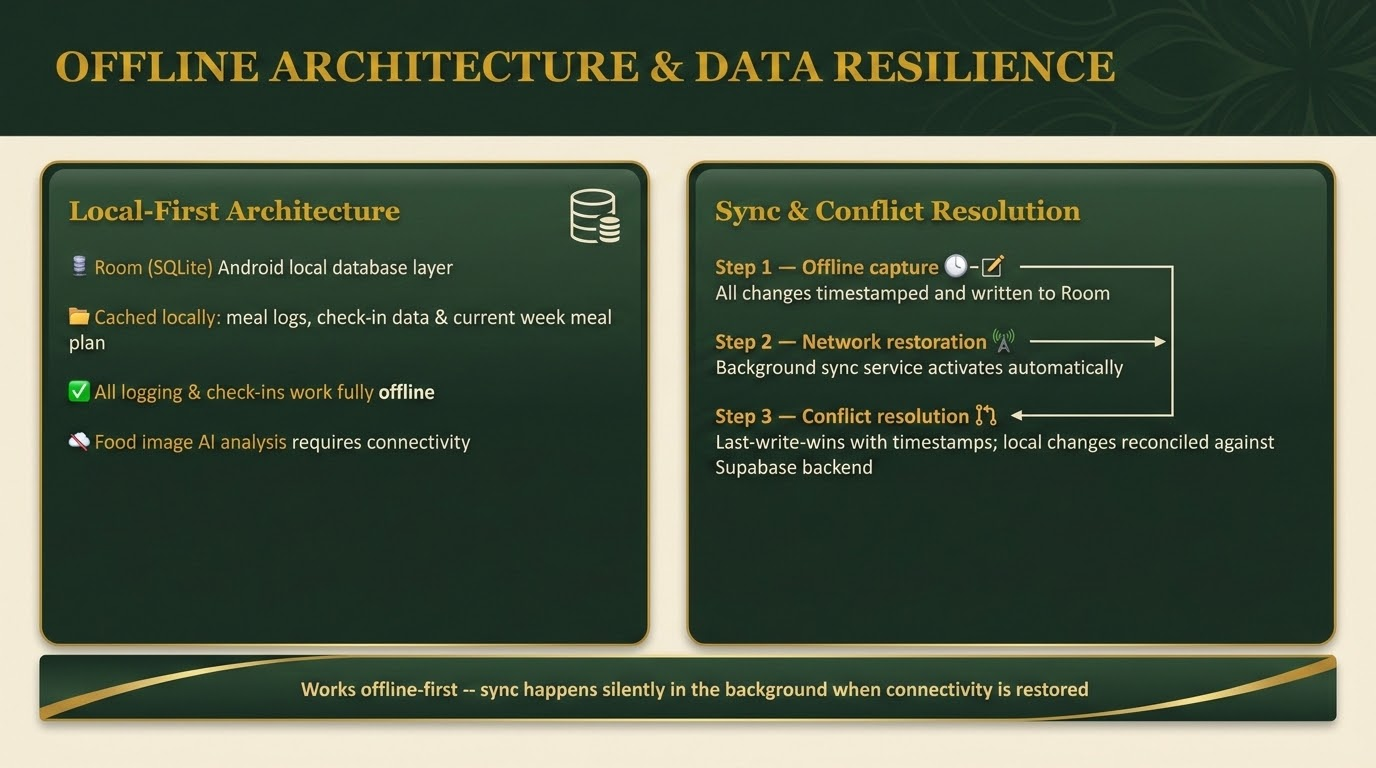 OFFLINE ARCHITECTURE & DATA RESILIENCE
Local-First Architecture
Room (SQLite) Android local database layer
Cached locally: meal logs, check-in data & current week meal
plan
All logging & check-ins work fully offline
Food image AI analysis requires connectivity
Sync & Conflict Resolution
Step 1 — Offline capture
All changes timestamped and written to Room
Step 2 — Network restoration
Background sync service activates automatically
Step 3 — Conflict resolution
Last-write-wins with timestamps; local changes reconciled against
Supabase backend
Works offline-first -- sync happens silently in the background when connectivity is restored